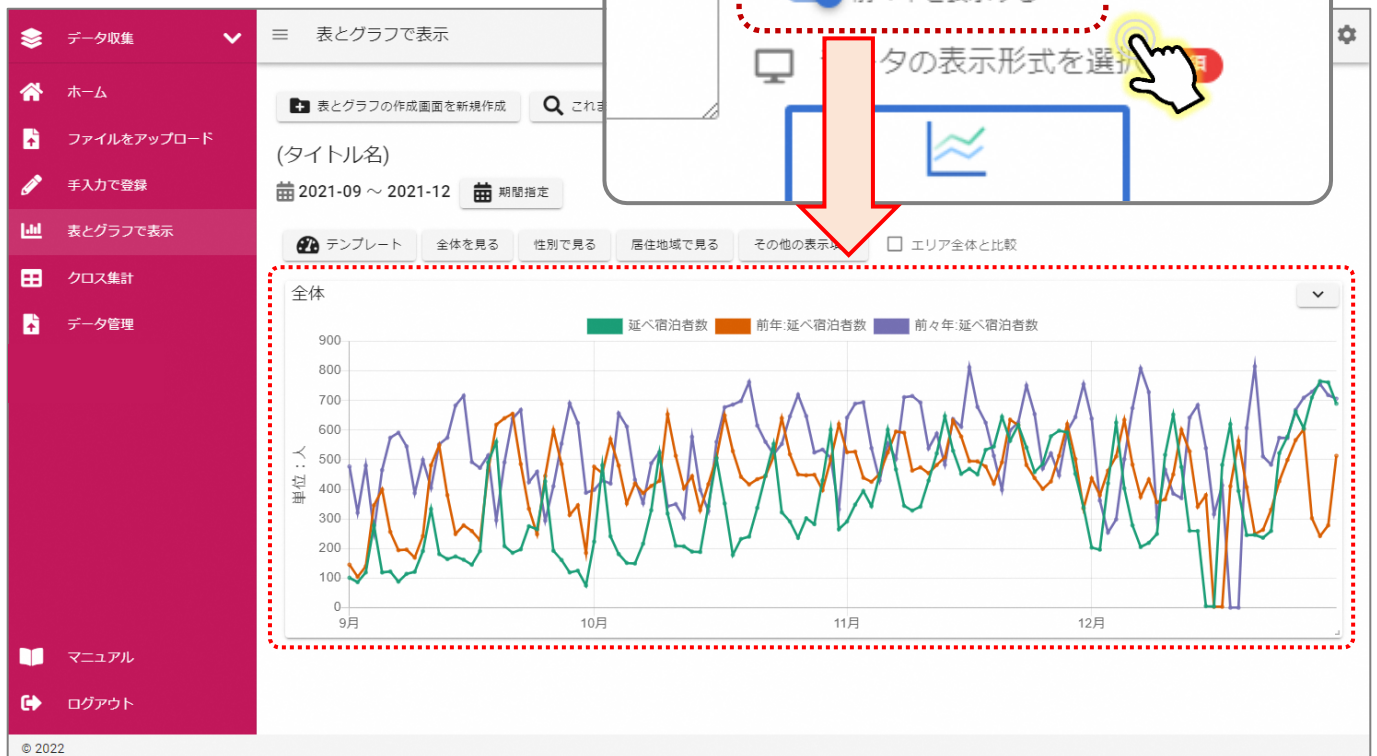 データ収集
ホーム
ファイルをアップロード
手入力で登録
表とグラフで表示
クロス集計
データ管理
マニュアル
ログアウト
© 2022
表とグラフで表示
表とグラフの作成画面を新規作成
これま
の表示形式を選択
(タイトル名)
2021-09 ～ 2021-12
期間指定
テンプレート
全体を見る
性別で見る
居住地域で見る
その他の表示
エリア全体と比較
全体
延べ宿泊者数
前年:延べ宿泊者数
前々年:延べ宿泊者数
単位：人
900
800
700
600
500
400
300
200
100
0
9月
10月
11月
12月